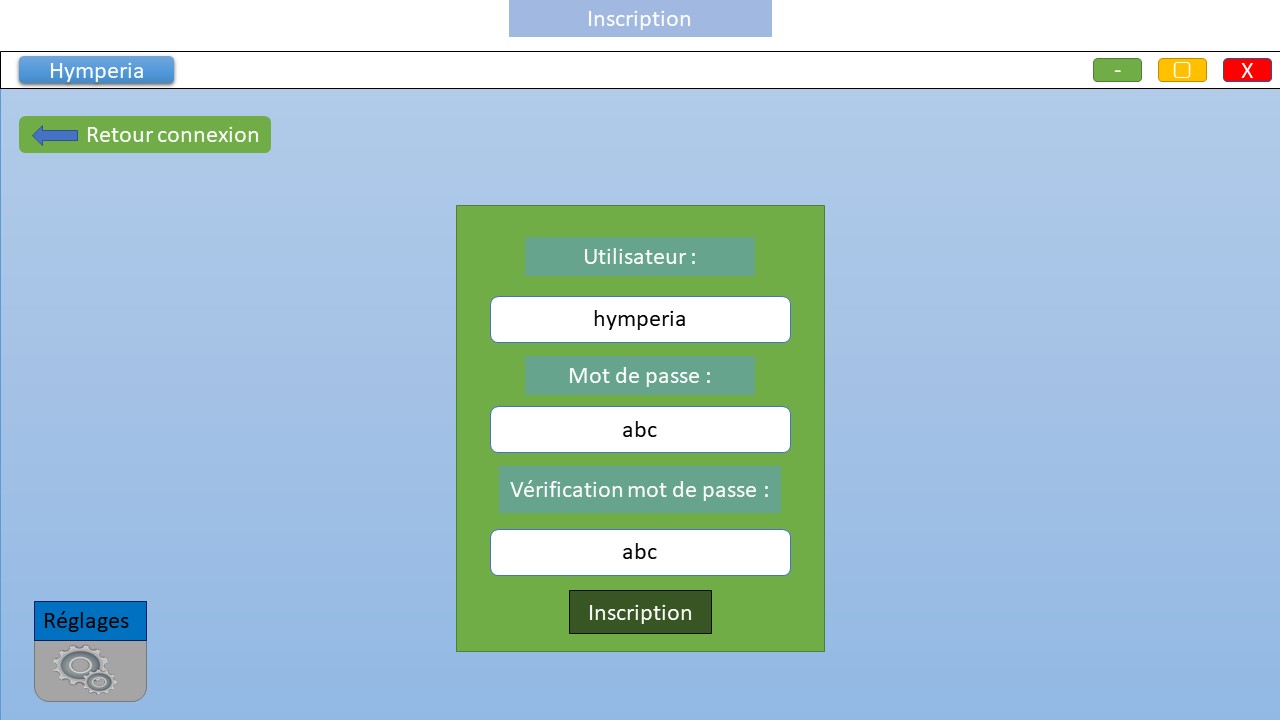 Inscription
Hymperia
-
X
Retour connexion
Utilisateur :
hymperia
Mot de passe :
abc
Vérification mot de passe :
abc
Inscription
Réglages